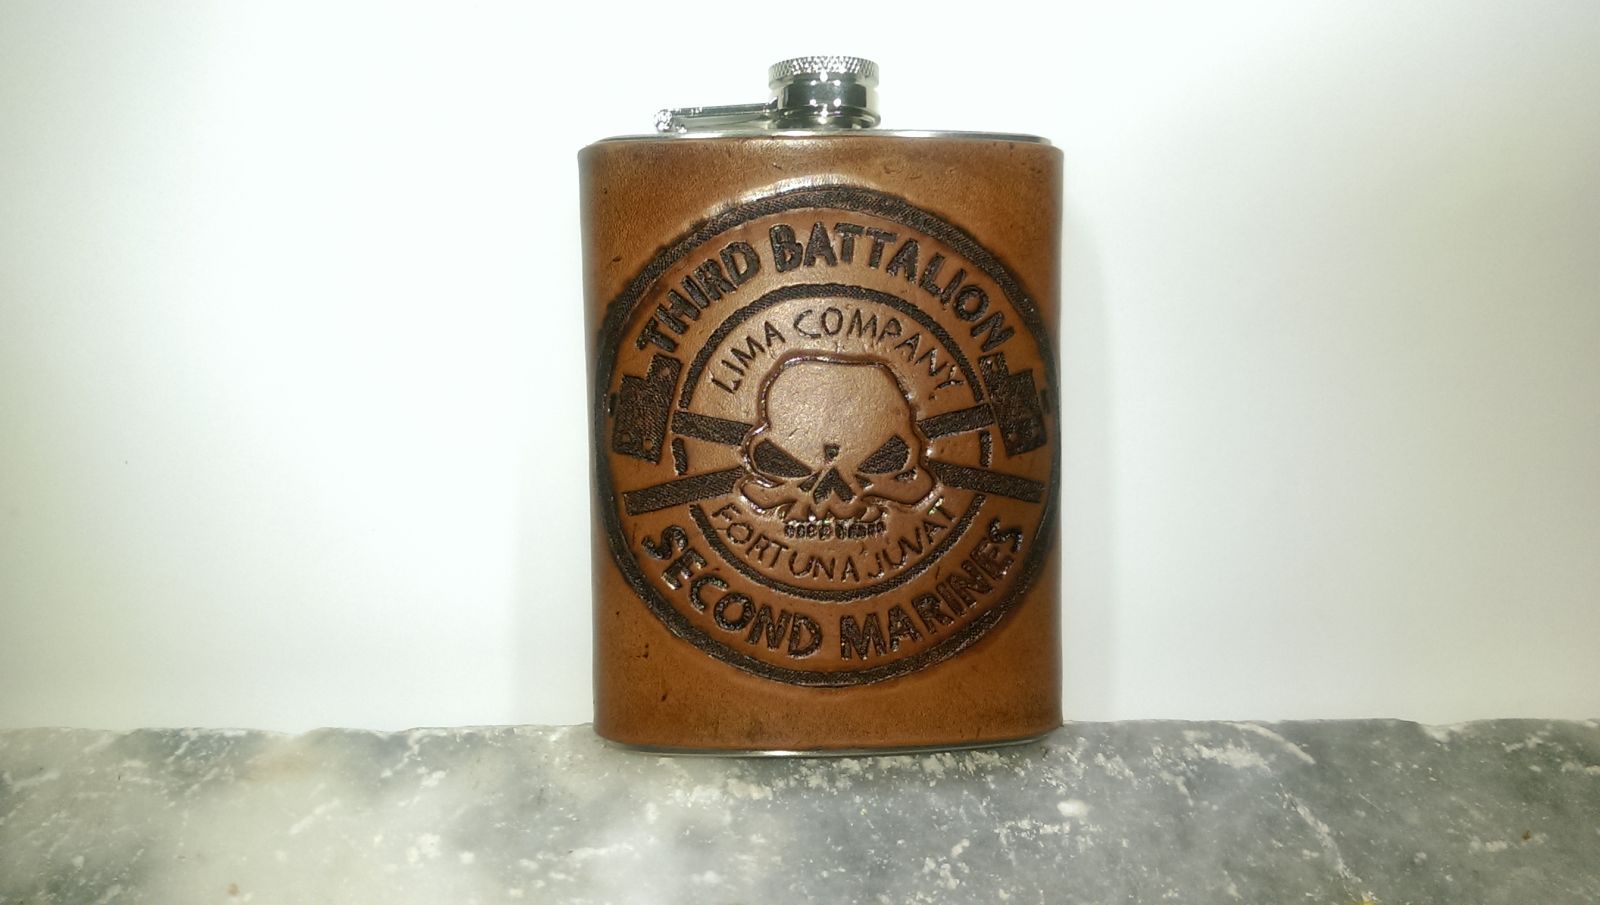 THIRD BATTALION
LIMA COMPANY
FORTUNA JUVAT
SECOND MARINES